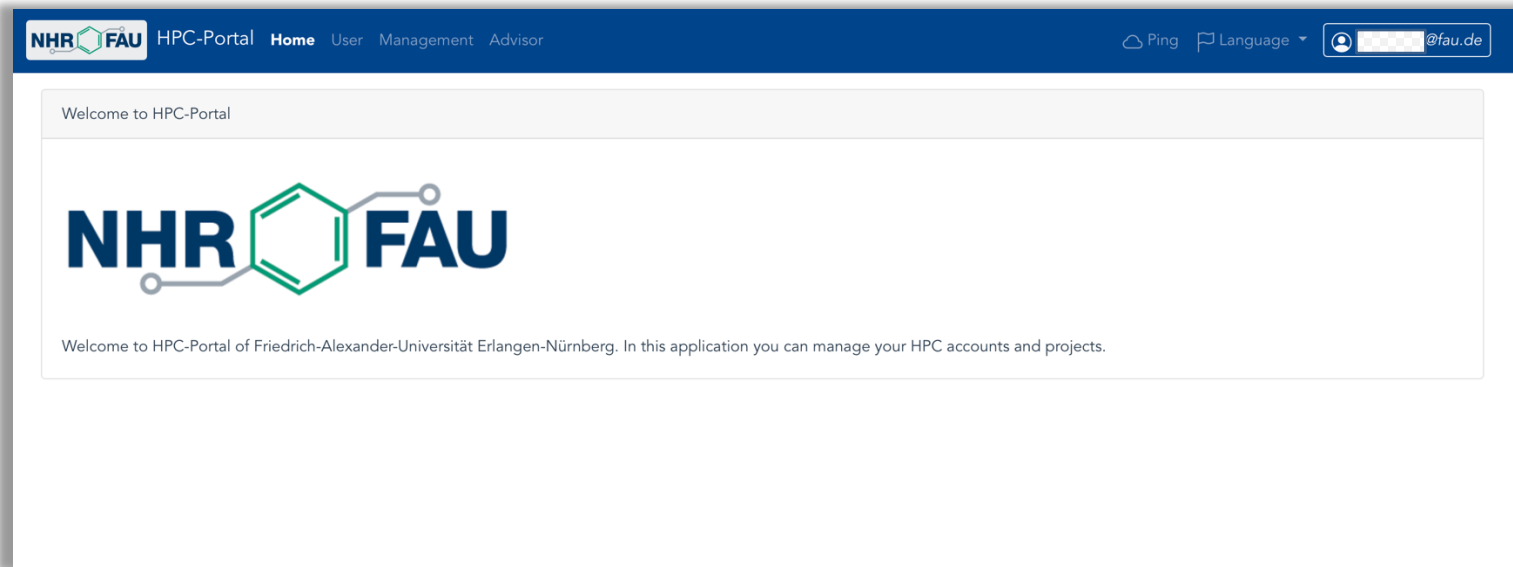 NHR FAU HPC-Portal Home User Management Advisor Ping Language @fau.de
Welcome to HPC-Portal
NHR FAU
Welcome to HPC-Portal of Friedrich-Alexander-Universität Erlangen-Nürnberg. In this application you can manage your HPC accounts and projects.